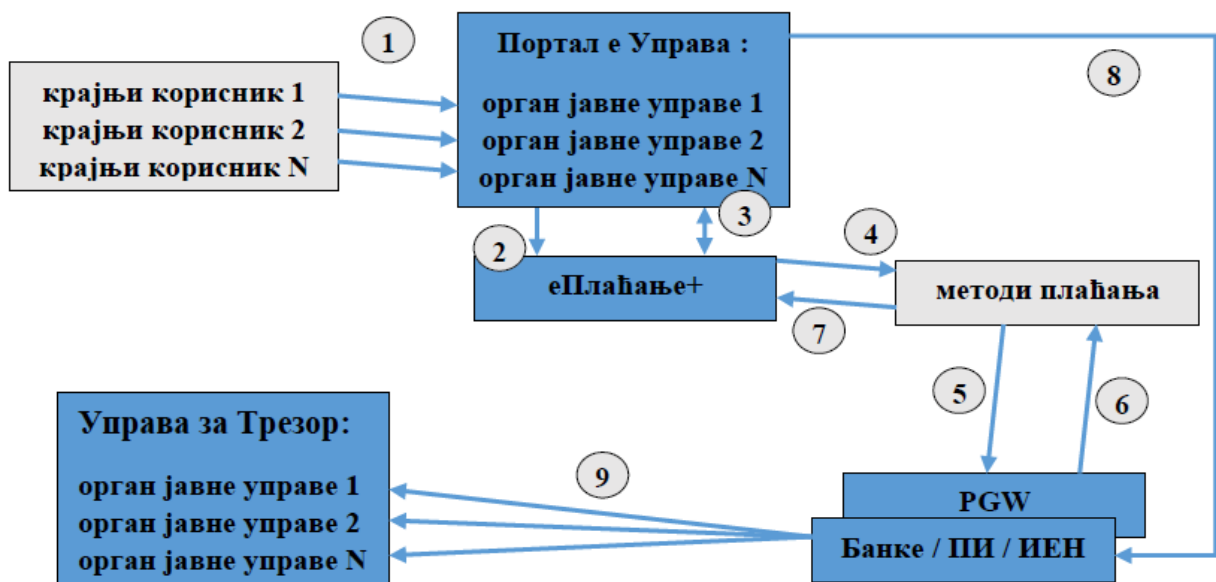 1
Портал е Управа :
8
крајњи корисник 1
крајњи корисник 2
крајњи корисник N
орган јавне управе 1
орган јавне управе 2
орган јавне управе N
3
2
4
еПлаћање+
методи плаћања
7
5
6
Управа за Трезор:
орган јавне управе 1
орган јавне управе 2
орган јавне управе N
9
PGW
Банке / ПИ / ИЕН